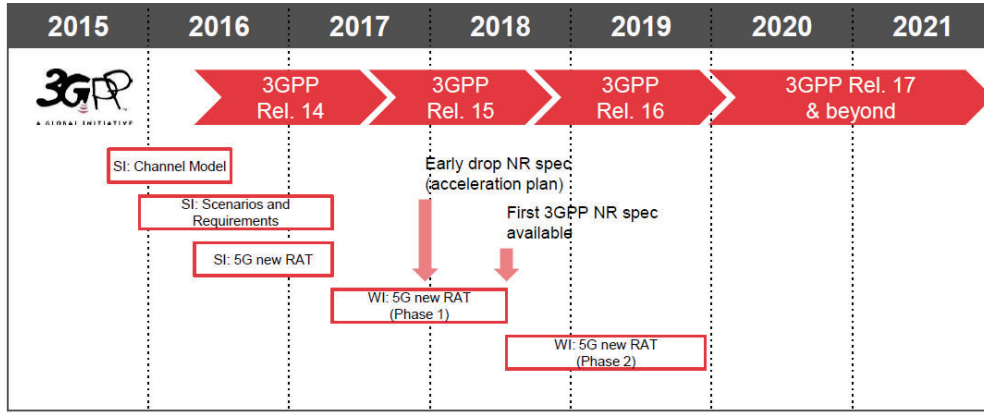 2015 2016 2017 2018 2019 2020 2021
3GPP
A GLOBAL INITIATIVE
3GPP
Rel. 14
3GPP
Rel. 15
3GPP
Rel. 16
3GPP Rel. 17
& beyond
SI: Channel Model
Early drop NR spec
(acceleration plan)
SI: Scenarios and
Requirements
First 3GPP NR spec
available
SI: 5G new RAT
WI: 5G new RAT
(Phase 1)
WI: 5G new RAT
(Phase 2)